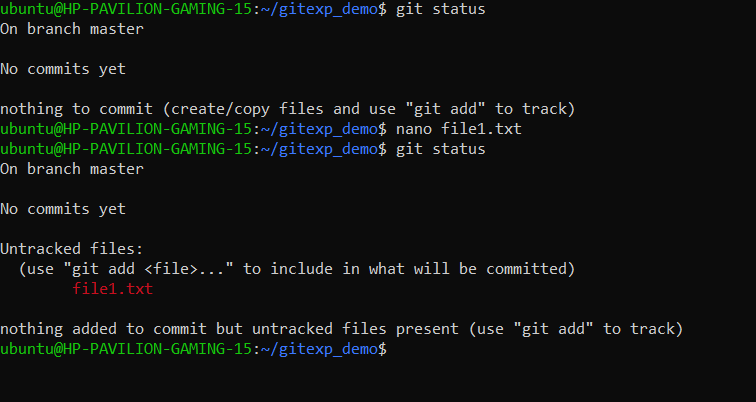 ubuntu@HP-PAVILION-GAMING-15:~/gitexp_demo$ git status
On branch master
No commits yet
nothing to commit (create/copy files and use "git add" to track)
ubuntu@HP-PAVILION-GAMING-15:~/gitexp_demo$ nano file1.txt
ubuntu@HP-PAVILION-GAMING-15:~/gitexp_demo$ git status
On branch master
No commits yet
Untracked files:
  (use "git add <file>..." to include in what will be committed)
        file1.txt
nothing added to commit but untracked files present (use "git add" to track)
ubuntu@HP-PAVILION-GAMING-15:~/gitexp_demo$